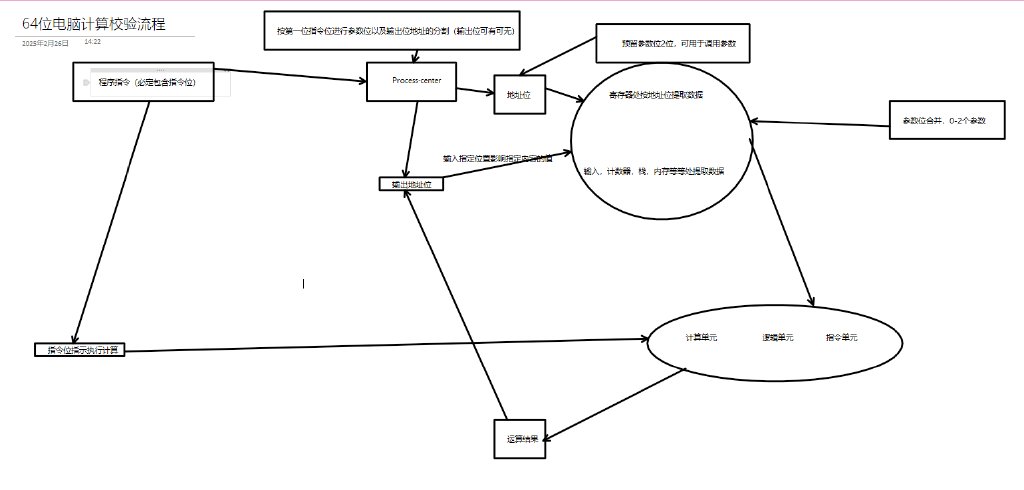 64位电脑计算校验流程
2025年2月26日 14:22
按第一位指令位进行参数位以及输出位地址的分割（输出位可有可无）
预留参数位2位，可用于调用参数
程序指令（必定包含指令位）
Process-center
地址位
寄存器处按地址位提取数据
参数位合并，0-2个参数
输入指定位置影响指定内容的值
输入，计数器，栈，内存等等处提取数据
输出地址位
指令位指示执行计算
计算单元 逻辑单元 指令单元
运算结果